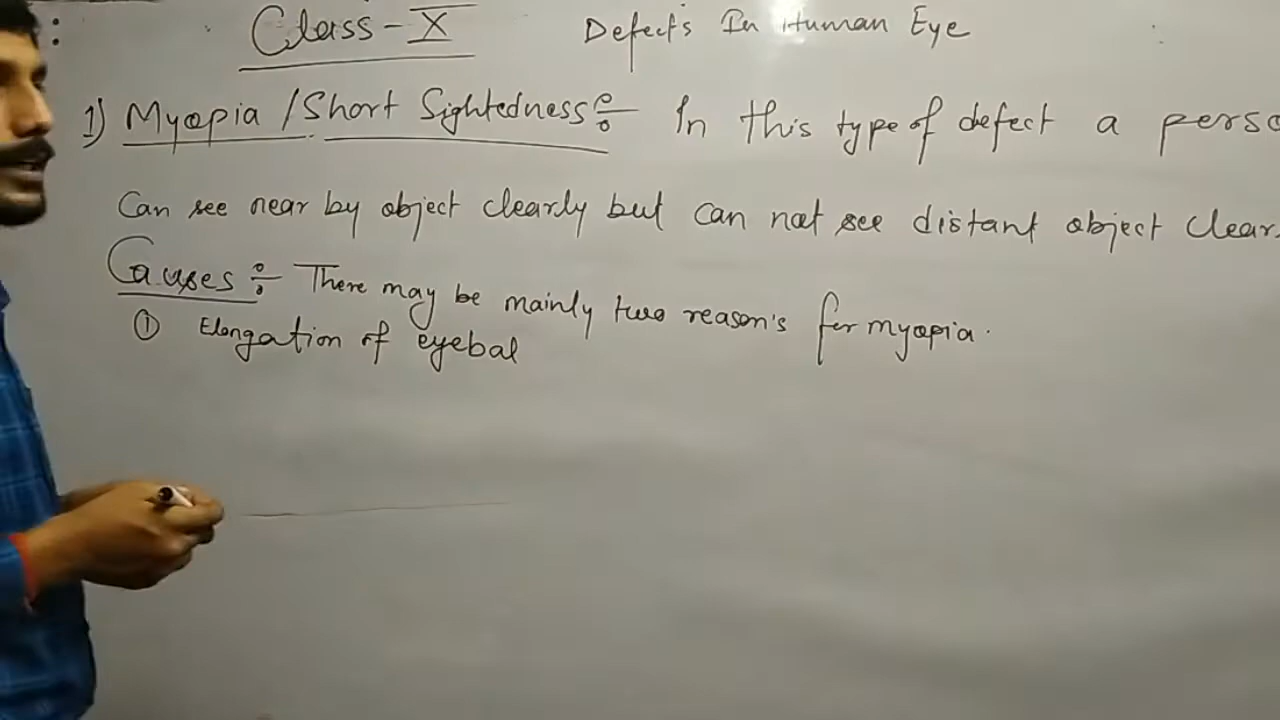 Class - X Defects In Human Eye
1) Myopia / Short Sightedness ÷ In this type of defect a perso
Can see near by object clearly but can not see distant object clear
Causes ÷ There may be mainly two reason's for myopia.
① Elongation of eyebal